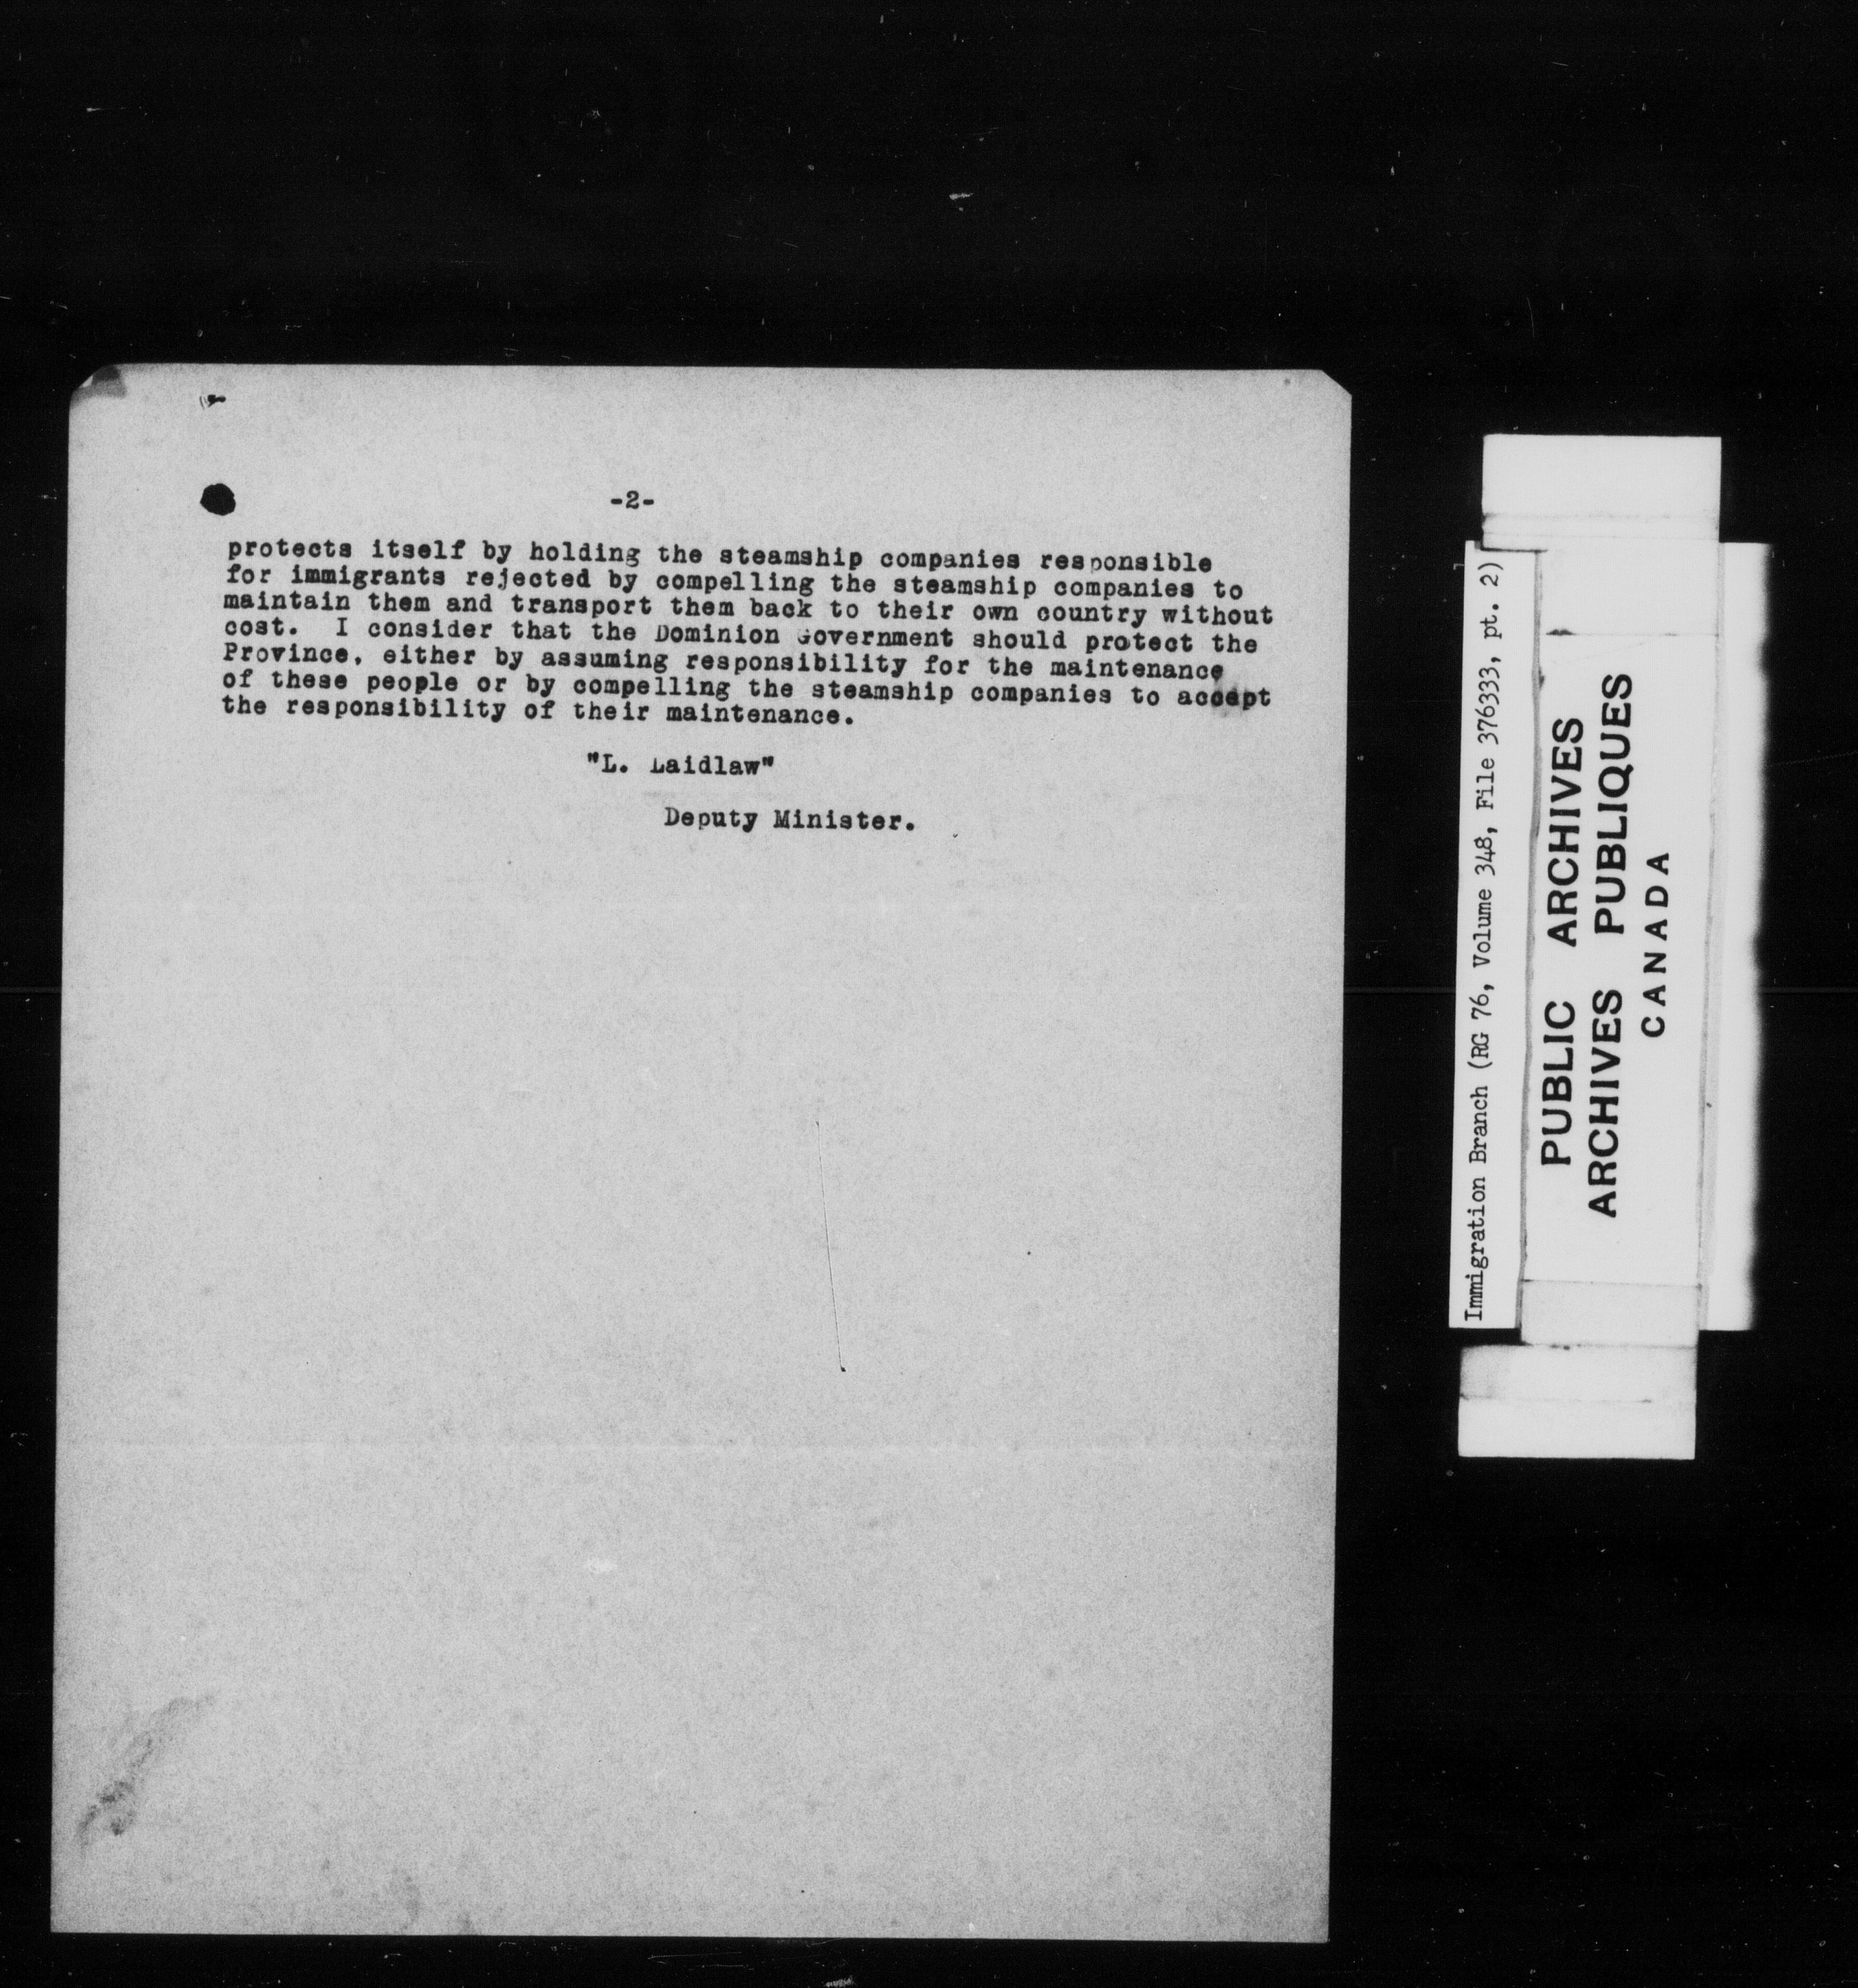 -2-
protects itself by holding the steamship companies responsible
for immigrants rejected by compelling the steamship companies to
maintain them and transport them back to their own country without
cost. I consider that the Dominion Government should protect the
Province, either by assuming responsibility for the maintenance
of these people or by compelling the steamship companies to accept
the responsibility of their maintenance.
"L. Laidlaw"
Deputy Minister.
Immigration Branch (RG 76, Volume 348, File 376333, pt. 2)
PUBLIC ARCHIVES
ARCHIVES PUBLIQUES
CANADA